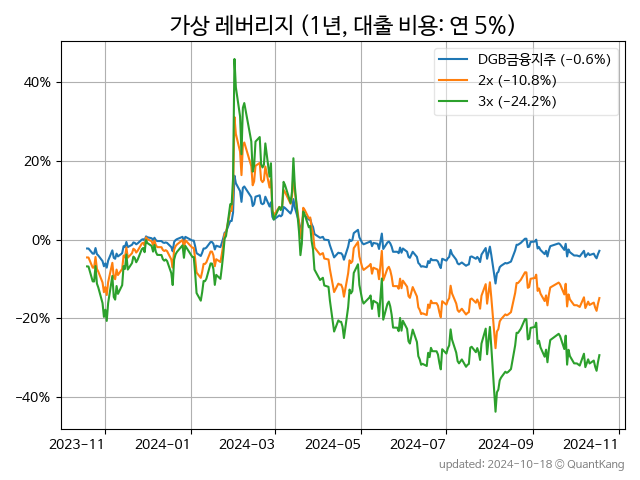 가상 레버리지 (1년, 대출 비용: 연 5%)
DGB금융지주 (−0.6%)
2x (−10.8%)
3x (−24.2%)
40%
20%
0%
−20%
−40%
2023−11 2024−01 2024−03 2024−05 2024−07 2024−09 2024−11
updated: 2024-10-18 © QuantKang